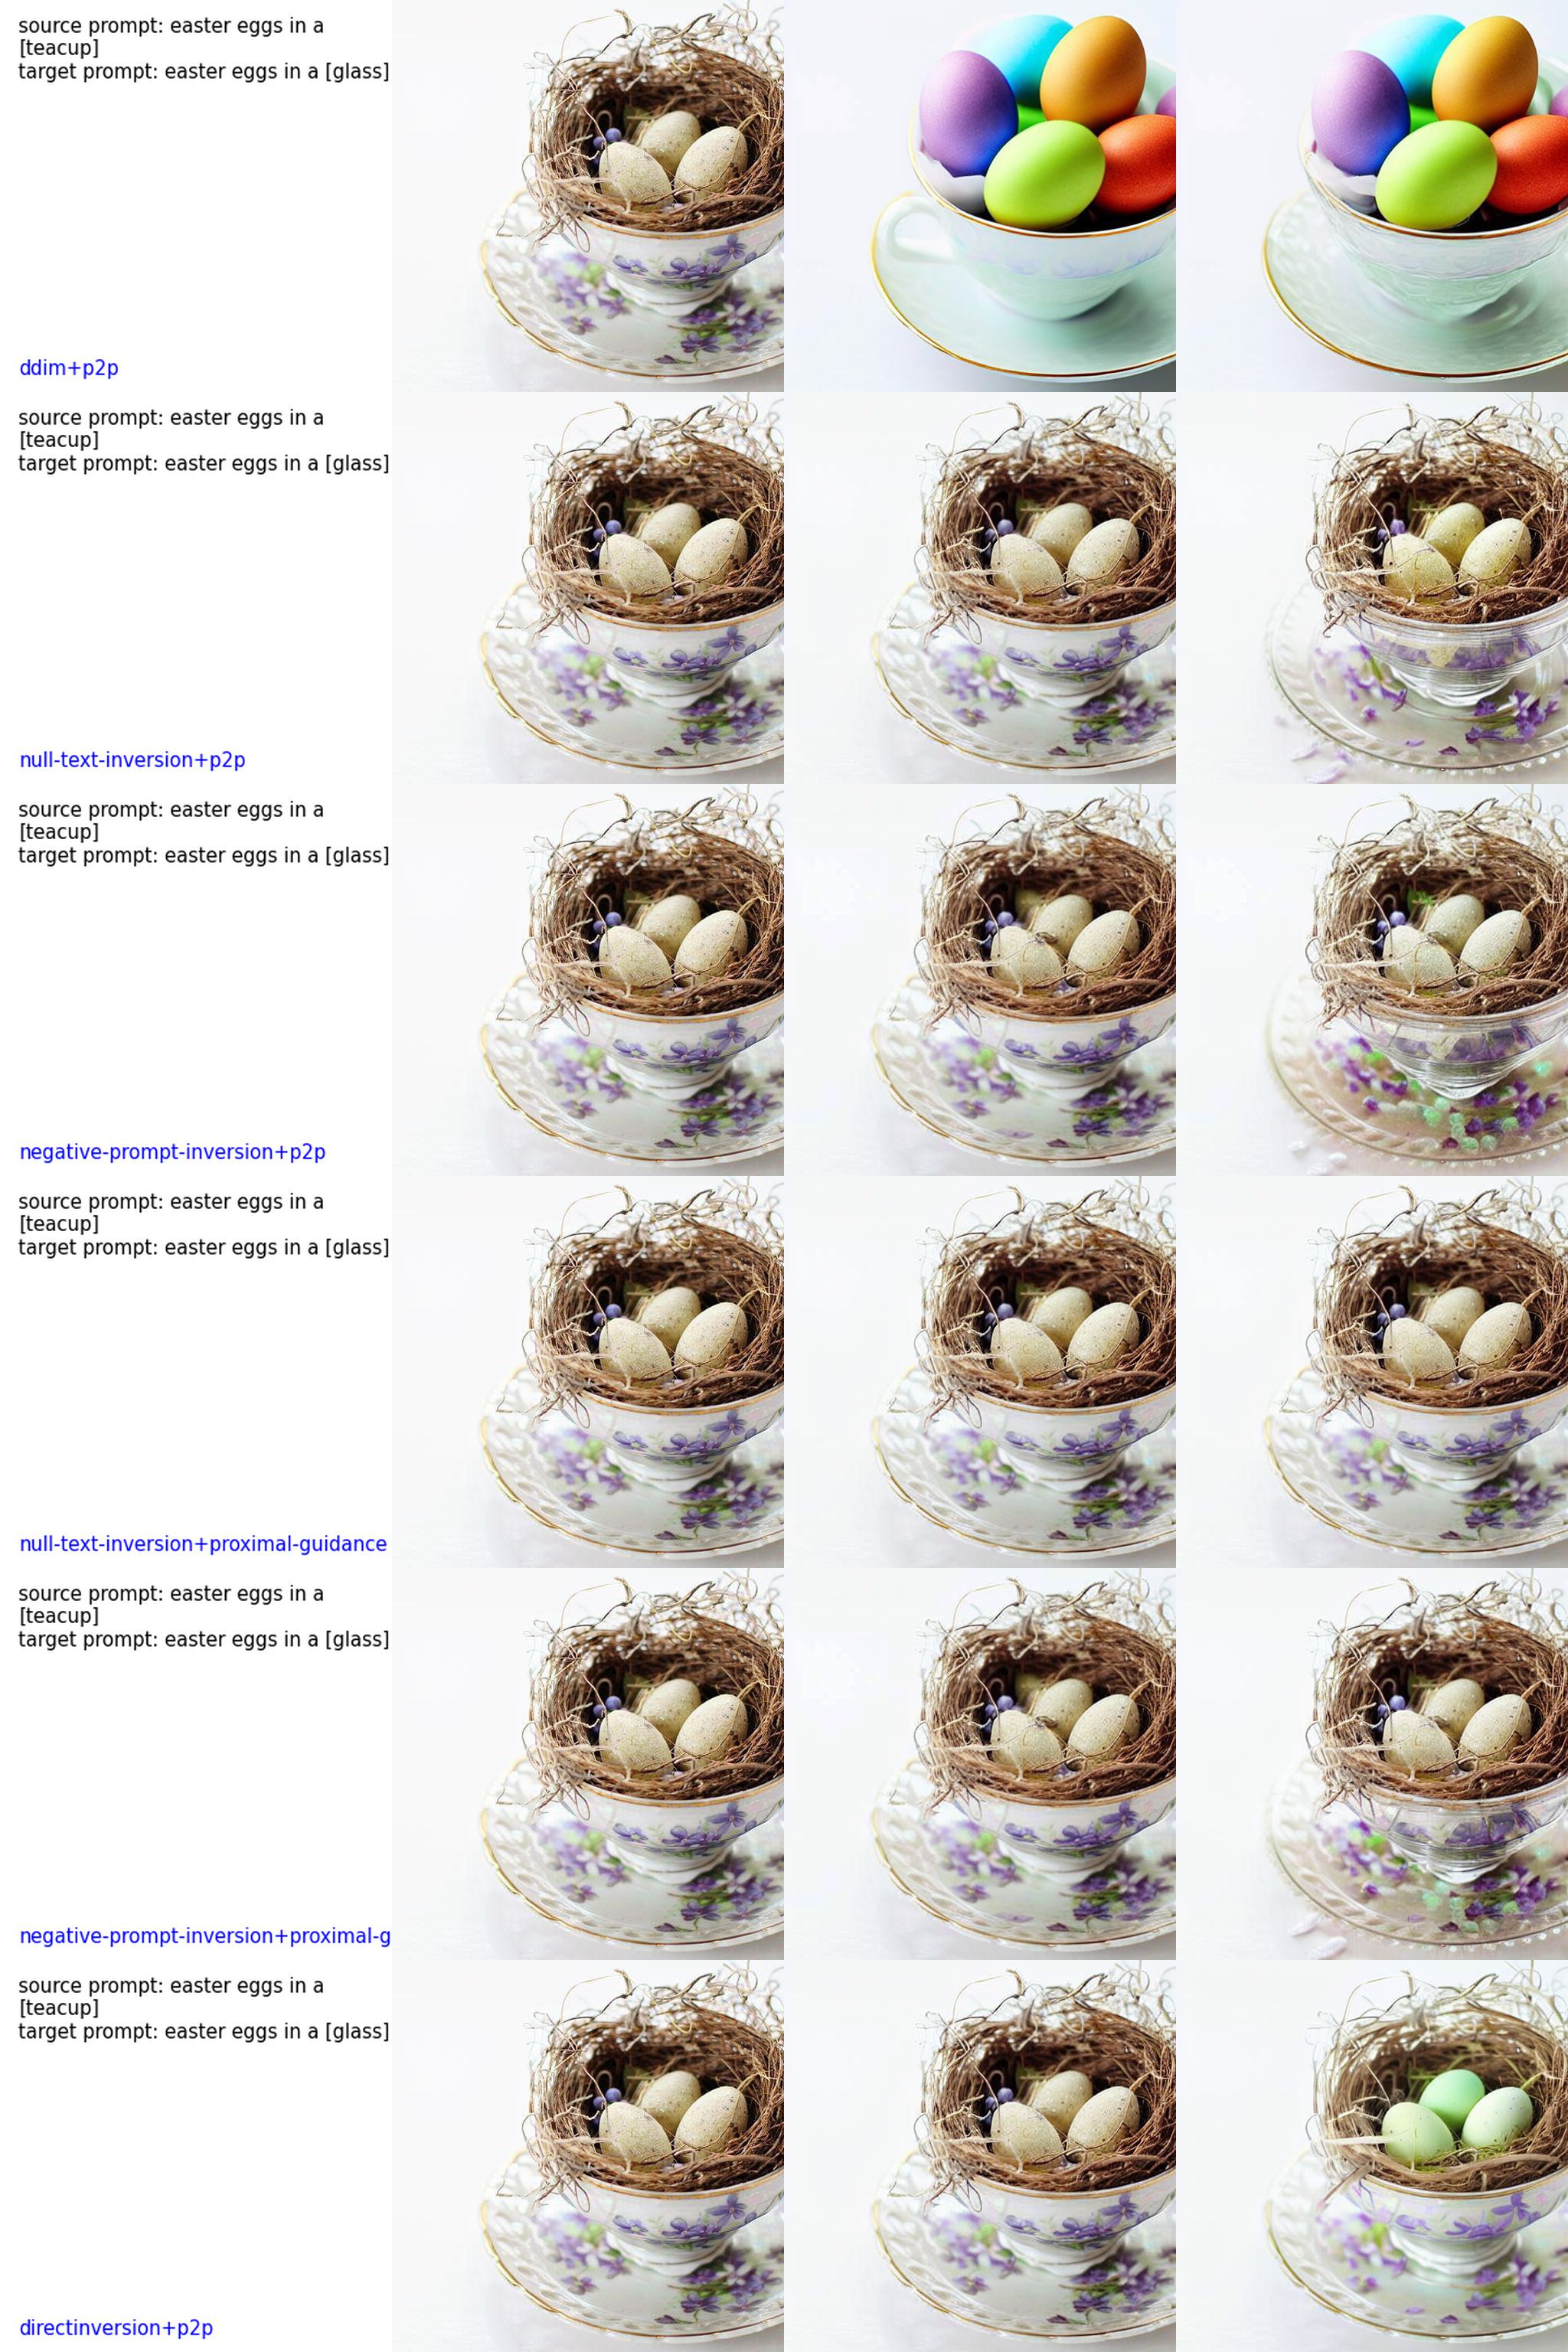 source prompt: easter eggs in a
[teacup]
target prompt: easter eggs in a [glass]
ddim+p2p
source prompt: easter eggs in a
[teacup]
target prompt: easter eggs in a [glass]
null-text-inversion+p2p
source prompt: easter eggs in a
[teacup]
target prompt: easter eggs in a [glass]
negative-prompt-inversion+p2p
source prompt: easter eggs in a
[teacup]
target prompt: easter eggs in a [glass]
null-text-inversion+proximal-guidance
source prompt: easter eggs in a
[teacup]
target prompt: easter eggs in a [glass]
negative-prompt-inversion+proximal-g
source prompt: easter eggs in a
[teacup]
target prompt: easter eggs in a [glass]
directinversion+p2p